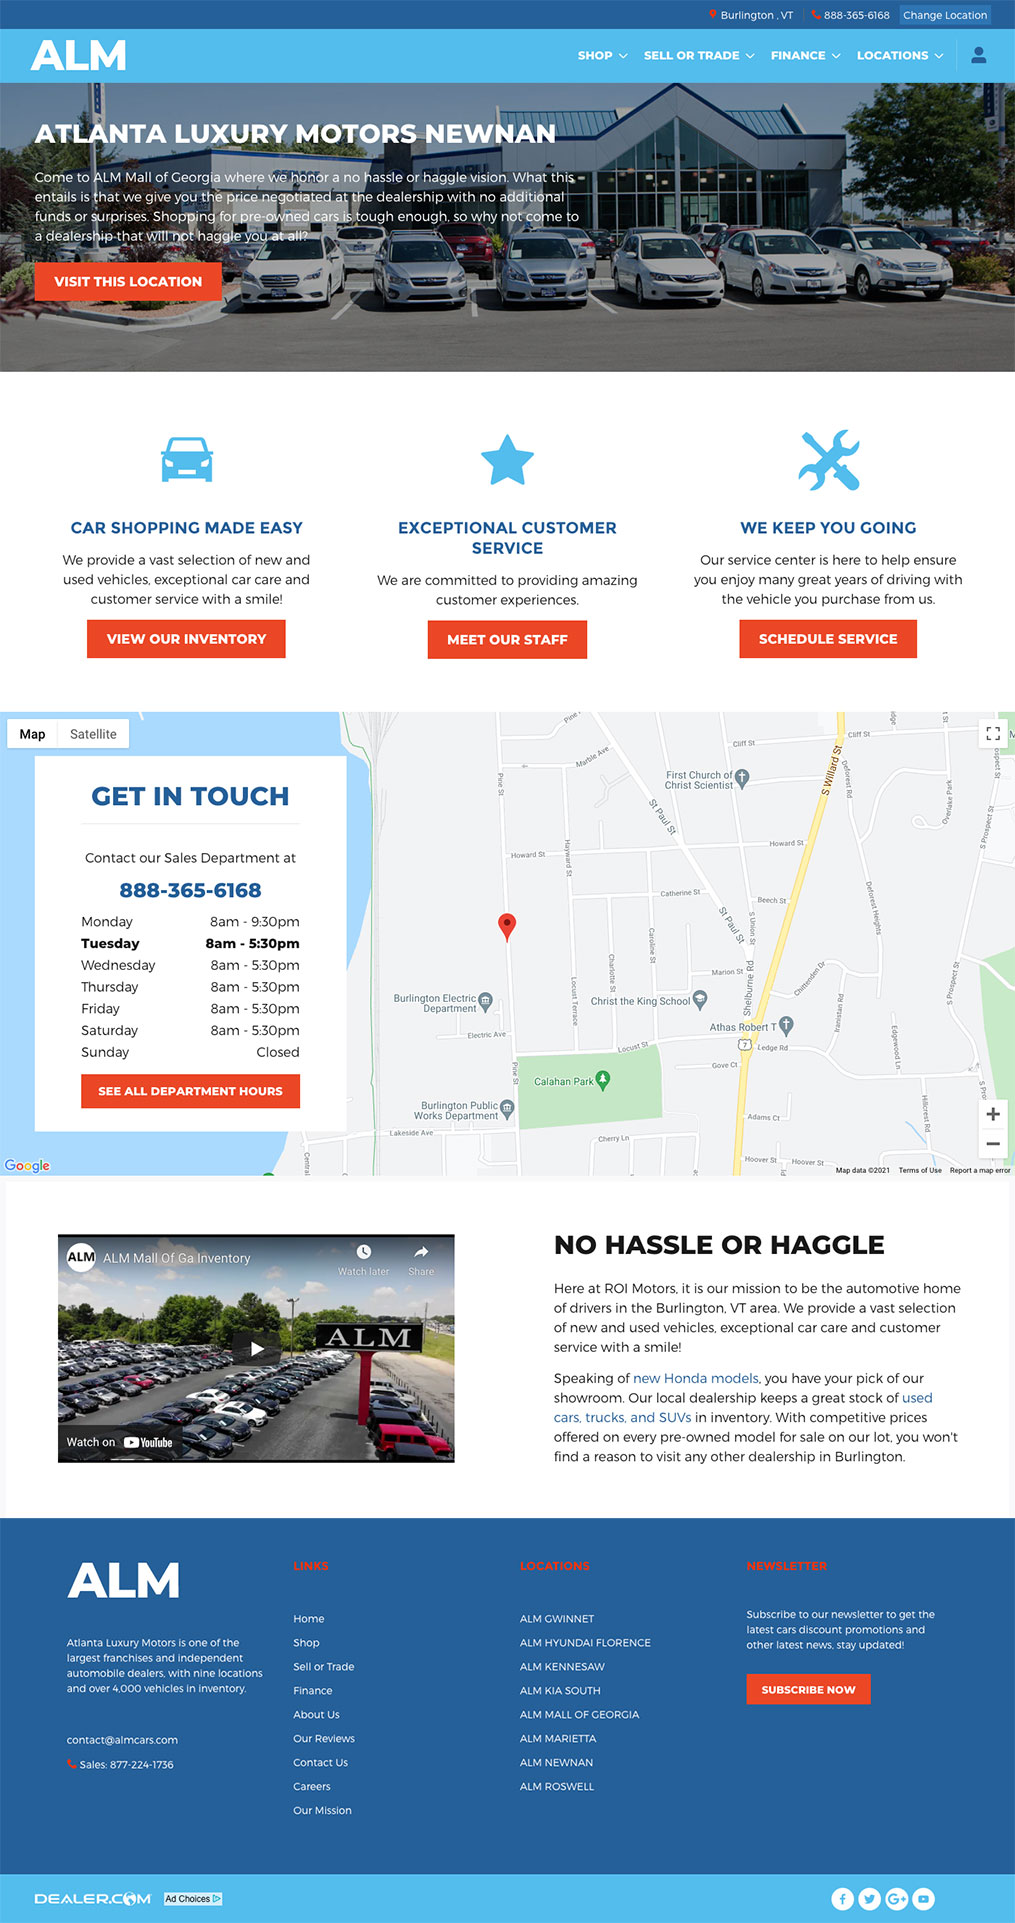 Burlington , VT
888-365-6168
Change Location
ALM
SHOP
SELL OR TRADE
FINANCE
LOCATIONS
ATLANTA LUXURY MOTORS NEWNAN
Come to ALM Mall of Georgia where we honor a no hassle or haggle vision. What this
entails is that we give you the price negotiated at the dealership with no additional
funds or surprises. Shopping for pre-owned cars is tough enough, so why not come to
a dealership that will not haggle you at all?
VISIT THIS LOCATION
CAR SHOPPING MADE EASY
We provide a vast selection of new and
used vehicles, exceptional car care and
customer service with a smile!
VIEW OUR INVENTORY
EXCEPTIONAL CUSTOMER
SERVICE
We are committed to providing amazing
customer experiences.
MEET OUR STAFF
WE KEEP YOU GOING
Our service center is here to help ensure
you enjoy many great years of driving with
the vehicle you purchase from us.
SCHEDULE SERVICE
Map
Satellite
GET IN TOUCH
Contact our Sales Department at
888-365-6168
Monday 8am - 9:30pm
Tuesday 8am - 5:30pm
Wednesday 8am - 5:30pm
Thursday 8am - 5:30pm
Friday 8am - 5:30pm
Saturday 8am - 5:30pm
Sunday Closed
SEE ALL DEPARTMENT HOURS
Google
Pine
Marble Ave
Pine St
Cliff St
Cliff St
S Willard St
Deforest Rd
Overlake Park
S Prospect St
First Church of
Christ Scientist
St Paul St
Howard St
Hayward St
Howard St
Catherine St
Beech St
St Paul St
S Union St
Deforest Heights
Caroline St
Charlotte St
Locust Terrace
Marion St
Shelburne Rd
Chittenden Dr
S Prospect St
Burlington Electric
Department
Christ the King School
Athas Robert T
Iranistan Rd
Edgewood Ln
Electric Ave
Locust St
7
Ledge Rd
Gove Ct
Pine St
Calahan Park
S Pros
Hillcrest Rd
Burlington Public
Works Department
Adams Ct
Lakeside Ave
Cherry Ln
Central
Hoover St
Hoover St
Map data ©2021
Terms of Use
Report a map error
ALM
ALM Mall Of Ga Inventory
Watch later
Share
ALM
Watch on YouTube
NO HASSLE OR HAGGLE
Here at ROI Motors, it is our mission to be the automotive home
of drivers in the Burlington, VT area. We provide a vast selection
of new and used vehicles, exceptional car care and customer
service with a smile!
Speaking of new Honda models, you have your pick of our
showroom. Our local dealership keeps a great stock of used
cars, trucks, and SUVs in inventory. With competitive prices
offered on every pre-owned model for sale on our lot, you won't
find a reason to visit any other dealership in Burlington.
ALM
Atlanta Luxury Motors is one of the
largest franchises and independent
automobile dealers, with nine locations
and over 4,000 vehicles in inventory.
contact@almcars.com
Sales: 877-224-1736
LINKS
Home
Shop
Sell or Trade
Finance
About Us
Our Reviews
Contact Us
Careers
Our Mission
LOCATIONS
ALM GWINNET
ALM HYUNDAI FLORENCE
ALM KENNESAW
ALM KIA SOUTH
ALM MALL OF GEORGIA
ALM MARIETTA
ALM NEWNAN
ALM ROSWELL
NEWSLETTER
Subscribe to our newsletter to get the
latest cars discount promotions and
other latest news, stay updated!
SUBSCRIBE NOW
DEALER.COM
Ad Choices